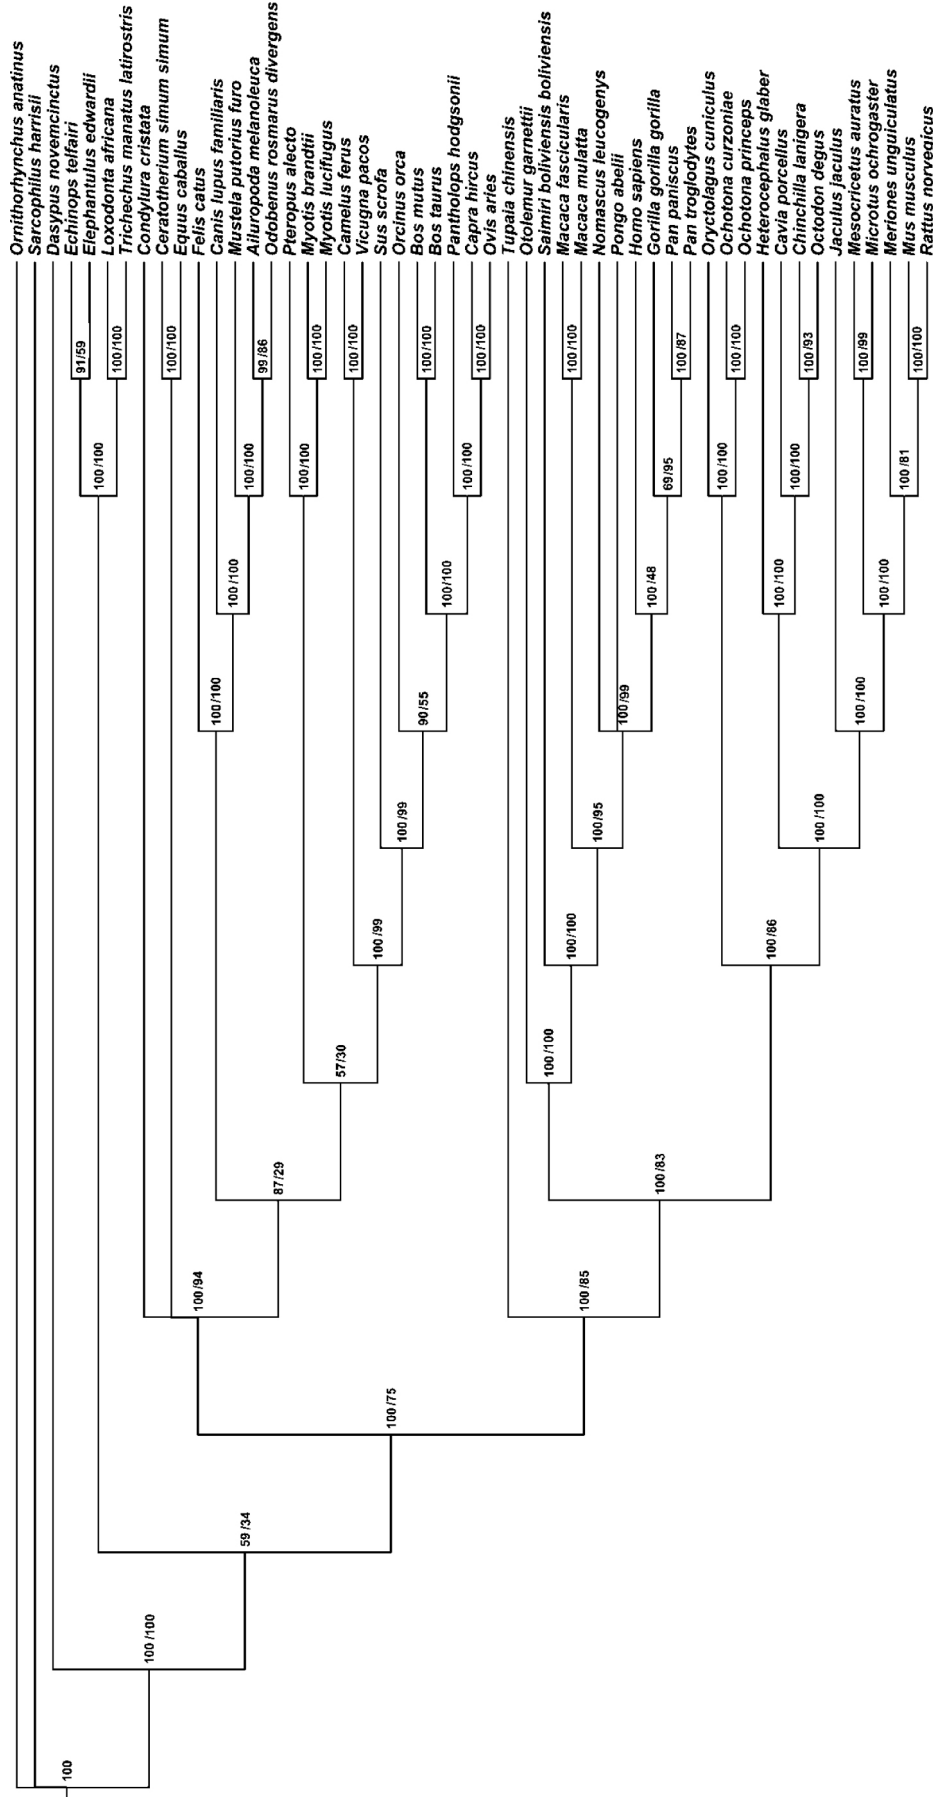 Ornithorhynchus anatinus
Sarcophilus harrisii
Dasypus novemcinctus
Echinops telfairi
Elephantulus edwardii
Loxodonta africana
Trichechus manatus latirostris
Condylura cristata
Ceratotherium simum simum
Equus caballus
Felis catus
Canis lupus familiaris
Mustela putorius furo
Ailuropoda melanoleuca
Odobenus rosmarus divergens
Pteropus alecto
Myotis brandtii
Myotis lucifugus
Camelus ferus
Vicugna pacos
Sus scrofa
Orcinus orca
Bos mutus
Bos taurus
Pantholops hodgsonii
Capra hircus
Ovis aries
Tupaia chinensis
Otolemur garnettii
Saimiri boliviensis boliviensis
Macaca fascicularis
Macaca mulatta
Nomascus leucogenys
Pongo abelii
Homo sapiens
Gorilla gorilla gorilla
Pan paniscus
Pan troglodytes
Oryctolagus cuniculus
Ochotona curzoniae
Ochotona princeps
Heterocephalus glaber
Cavia porcellus
Chinchilla lanigera
Octodon degus
Jaculus jaculus
Mesocricetus auratus
Microtus ochrogaster
Meriones unguiculatus
Mus musculus
Rattus norvegicus
91/59
100/100
100/100
99/86
100/100
100/100
100/100
100/100
100/100
100/87
100/100
100/93
100/99
100/100
100/100
100/100
100/100
100/100
69/95
100/100
100/100
100/81
100/100
100/100
100/48
100/100
100/100
100/100
90/55
100/99
100/100
100/99
100/95
100/100
100/99
100/100
100/86
57/30
100/100
87/29
100/83
100/94
100/85
100/75
59/34
100/100
100